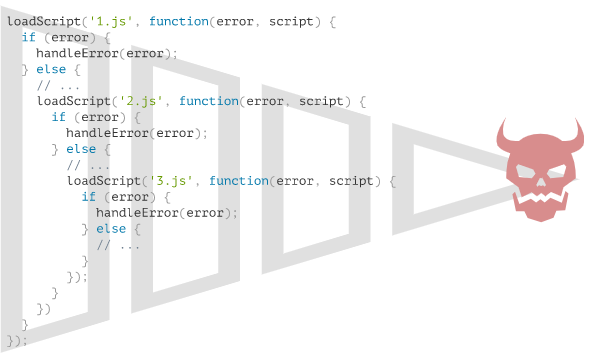 loadScript('1.js', function(error, script) {
  if (error) {
    handleError(error);
  } else {
    // ...
    loadScript('2.js', function(error, script) {
      if (error) {
        handleError(error);
      } else {
        // ...
        loadScript('3.js', function(error, script) {
          if (error) {
            handleError(error);
          } else {
            // ...
          }
        });
      }
    })
  }
});